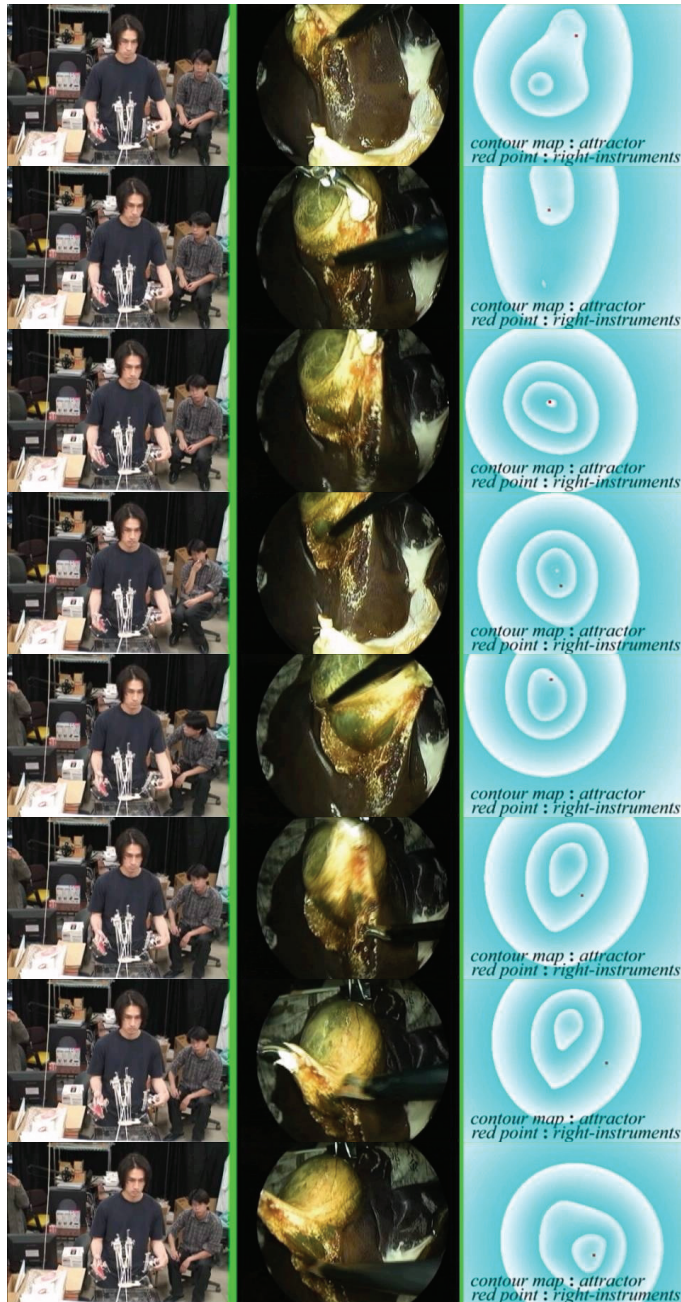 contour map : attractor
red point : right-instruments
contour map : attractor
red point : right-instruments
contour map : attractor
red point : right-instruments
contour map : attractor
red point : right-instruments
contour map : attractor
red point : right-instruments
contour map : attractor
red point : right-instruments
contour map : attractor
red point : right-instruments
contour map : attractor
red point : right-instruments